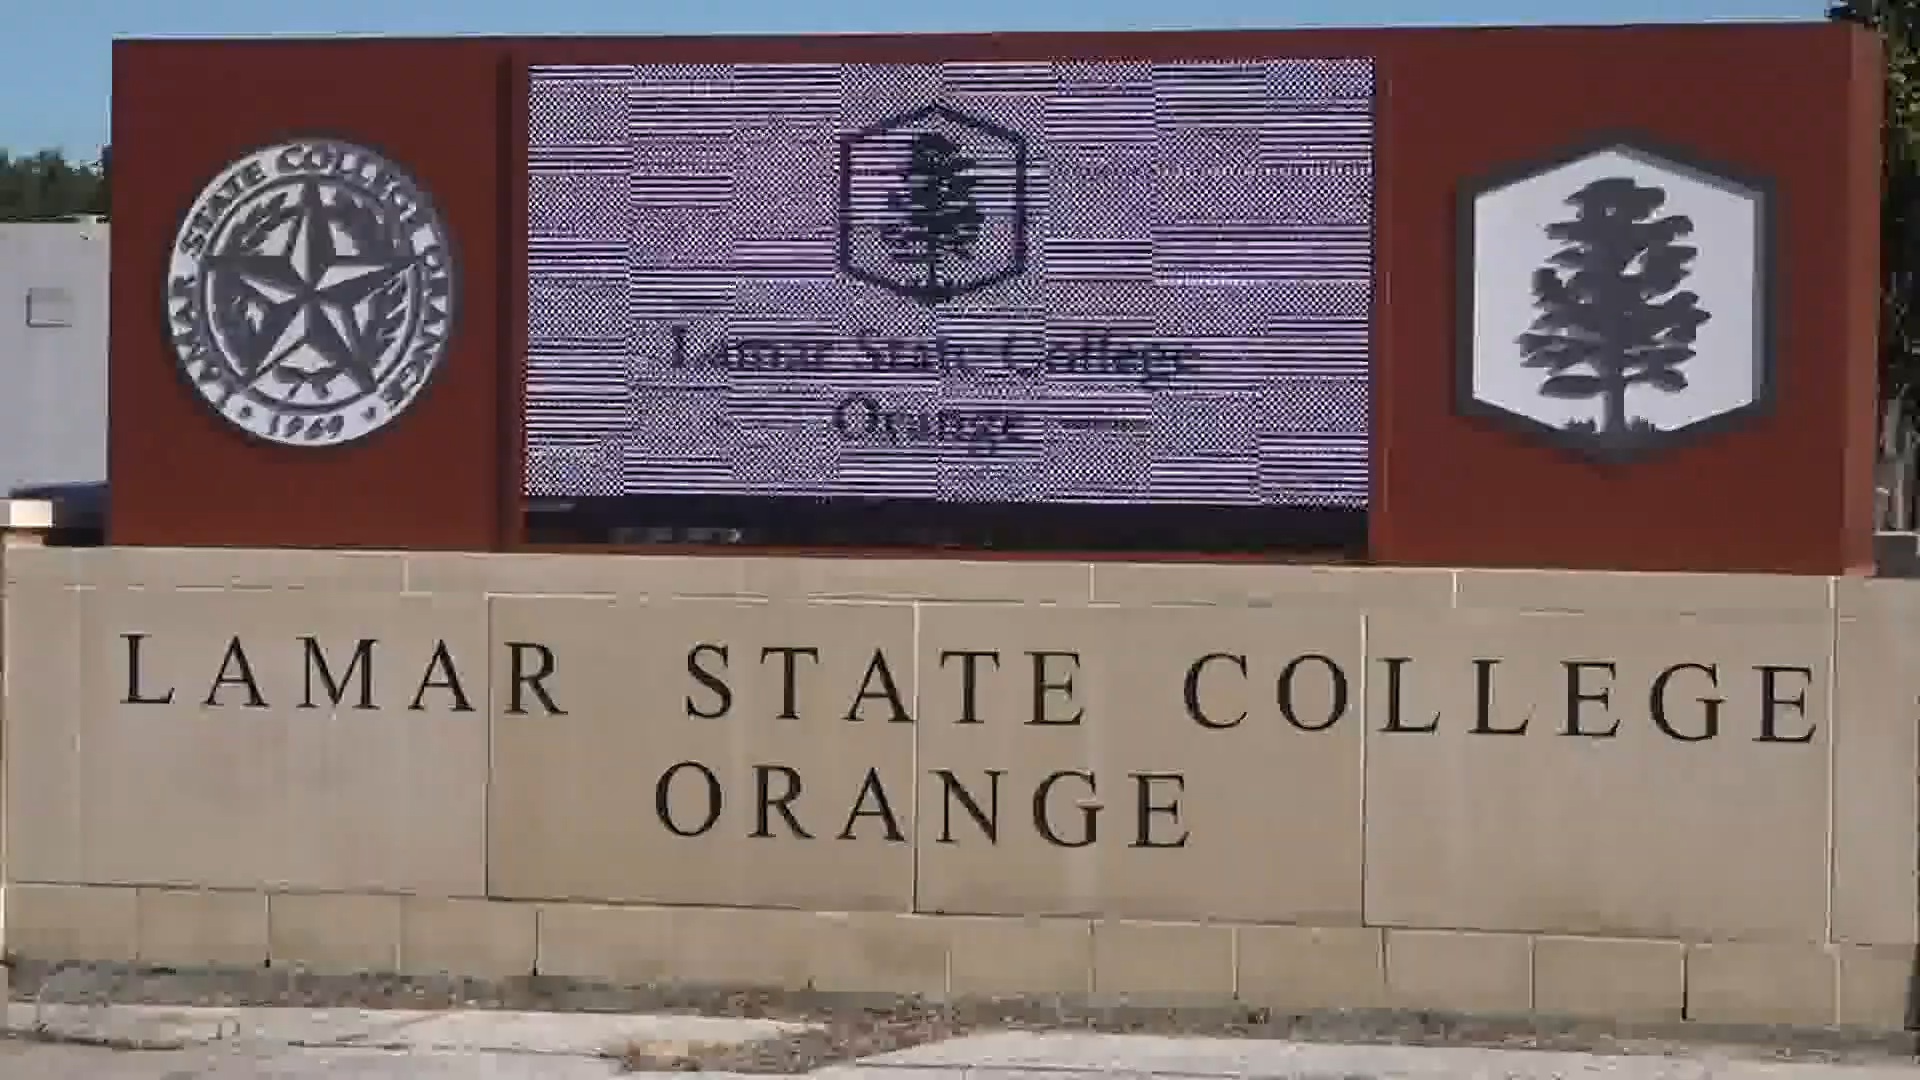 LAMAR STATE COLLEGE ORANGE
• 1969 •
Lamar State College
Orange
LAMAR STATE COLLEGE
ORANGE